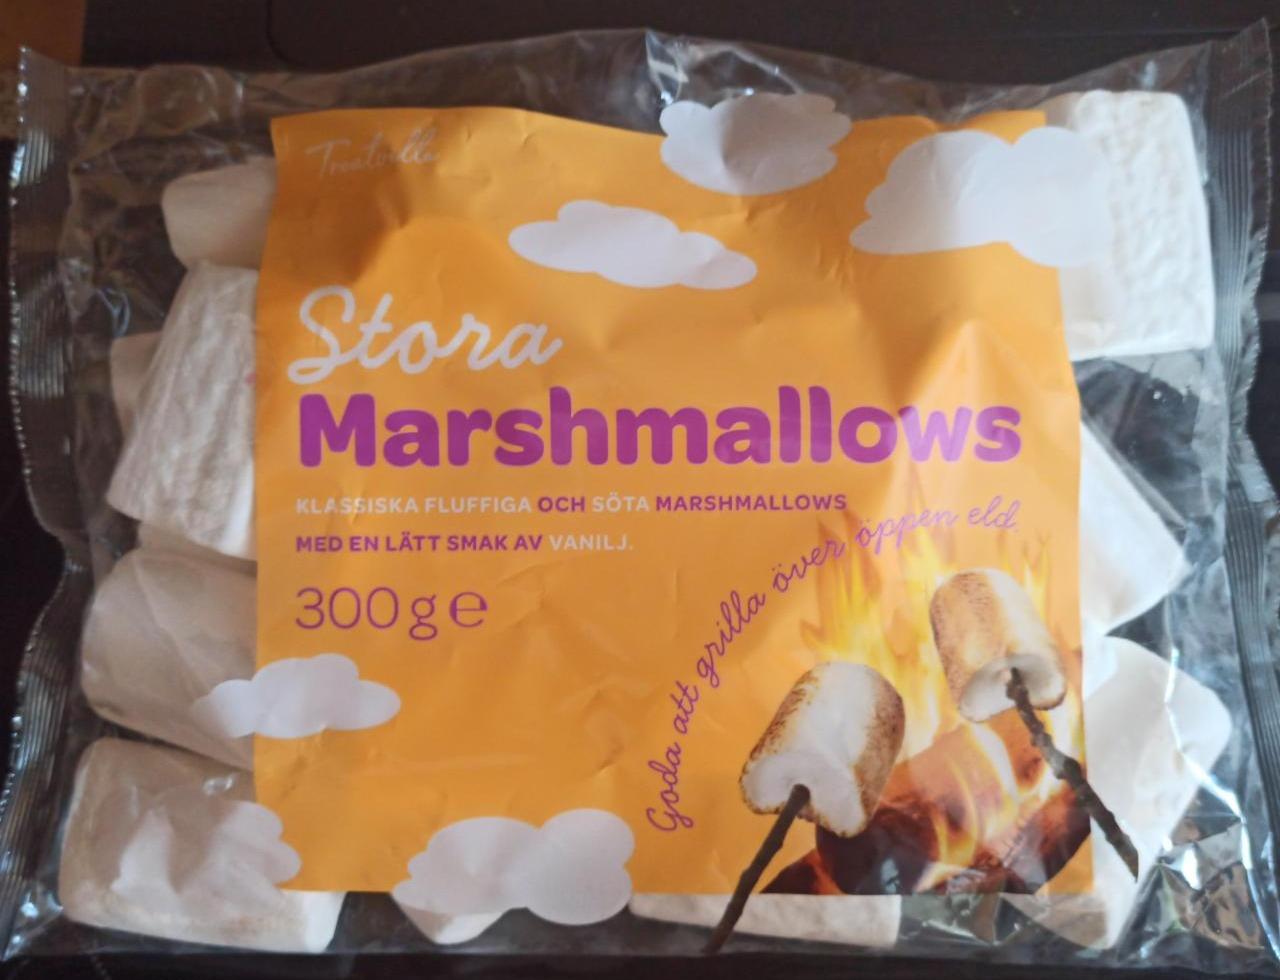 Treatville
Stora
Marshmallows
KLASSISKA FLUFFIGA OCH SÖTA MARSHMALLOWS
MED EN LÄTT SMAK AV VANILJ.
300 g e
Goda att grilla över öppen eld.